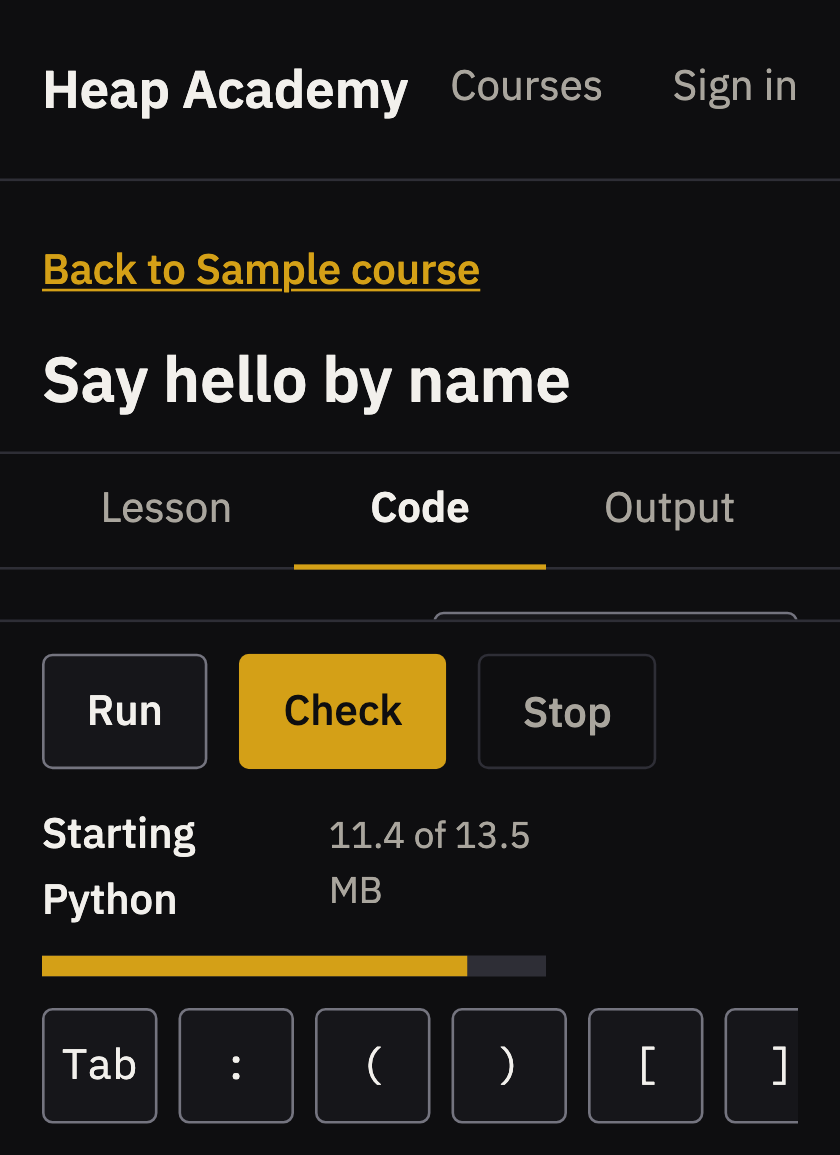 Heap Academy Courses Sign in
Back to Sample course
Say hello by name
Lesson Code Output
Run Check Stop
Starting Python
11.4 of 13.5 MB
Tab : ( ) [ ]